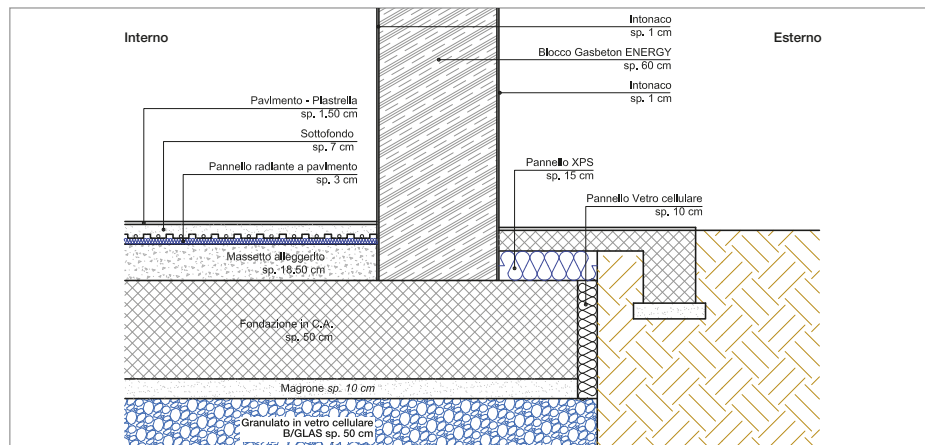 Interno
Intonaco
sp. 1 cm
Esterno
Blocco Gasbeton ENERGY
sp. 60 cm
Intonaco
sp. 1 cm
Pavimento - Piastrella
sp. 1.50 cm
Sottofondo
sp. 7 cm
Pannello radiante a pavimento
sp. 3 cm
Pannello XPS
sp. 15 cm
Pannello Vetro cellulare
sp. 10 cm
Massetto alleggerito
sp. 18.50 cm
Fondazione in C.A.
sp. 50 cm
Magrone sp. 10 cm
Granulato in vetro cellulare
B/GLAS sp. 50 cm